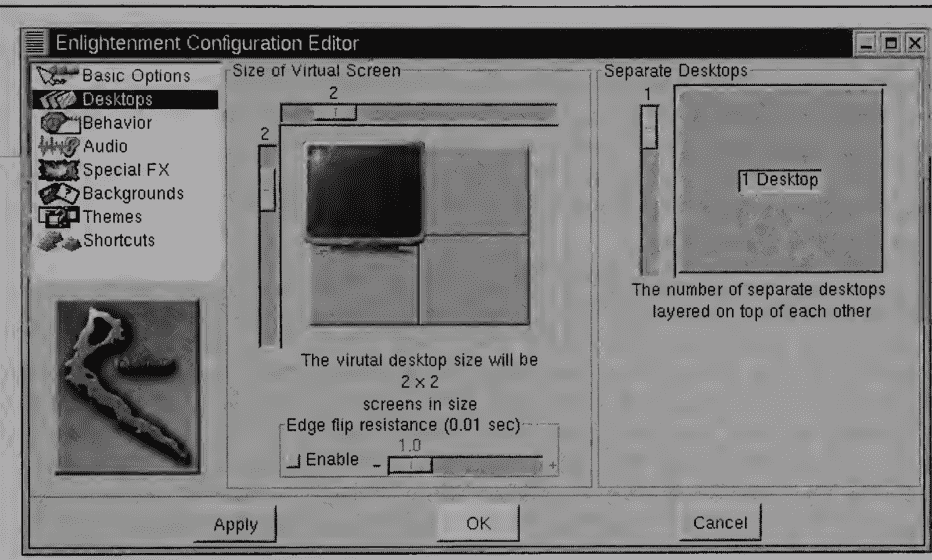 Enlightenment Configuration Editor
Basic Options
Desktops
Behavior
Audio
Special FX
Backgrounds
Themes
Shortcuts
Size of Virtual Screen
2
2
The virutal desktop size will be
2 x 2
screens in size
Edge flip resistance (0.01 sec)
1.0
Enable - +
Separate Desktops
1
1 Desktop
The number of separate desktops
layered on top of each other
Apply
OK
Cancel